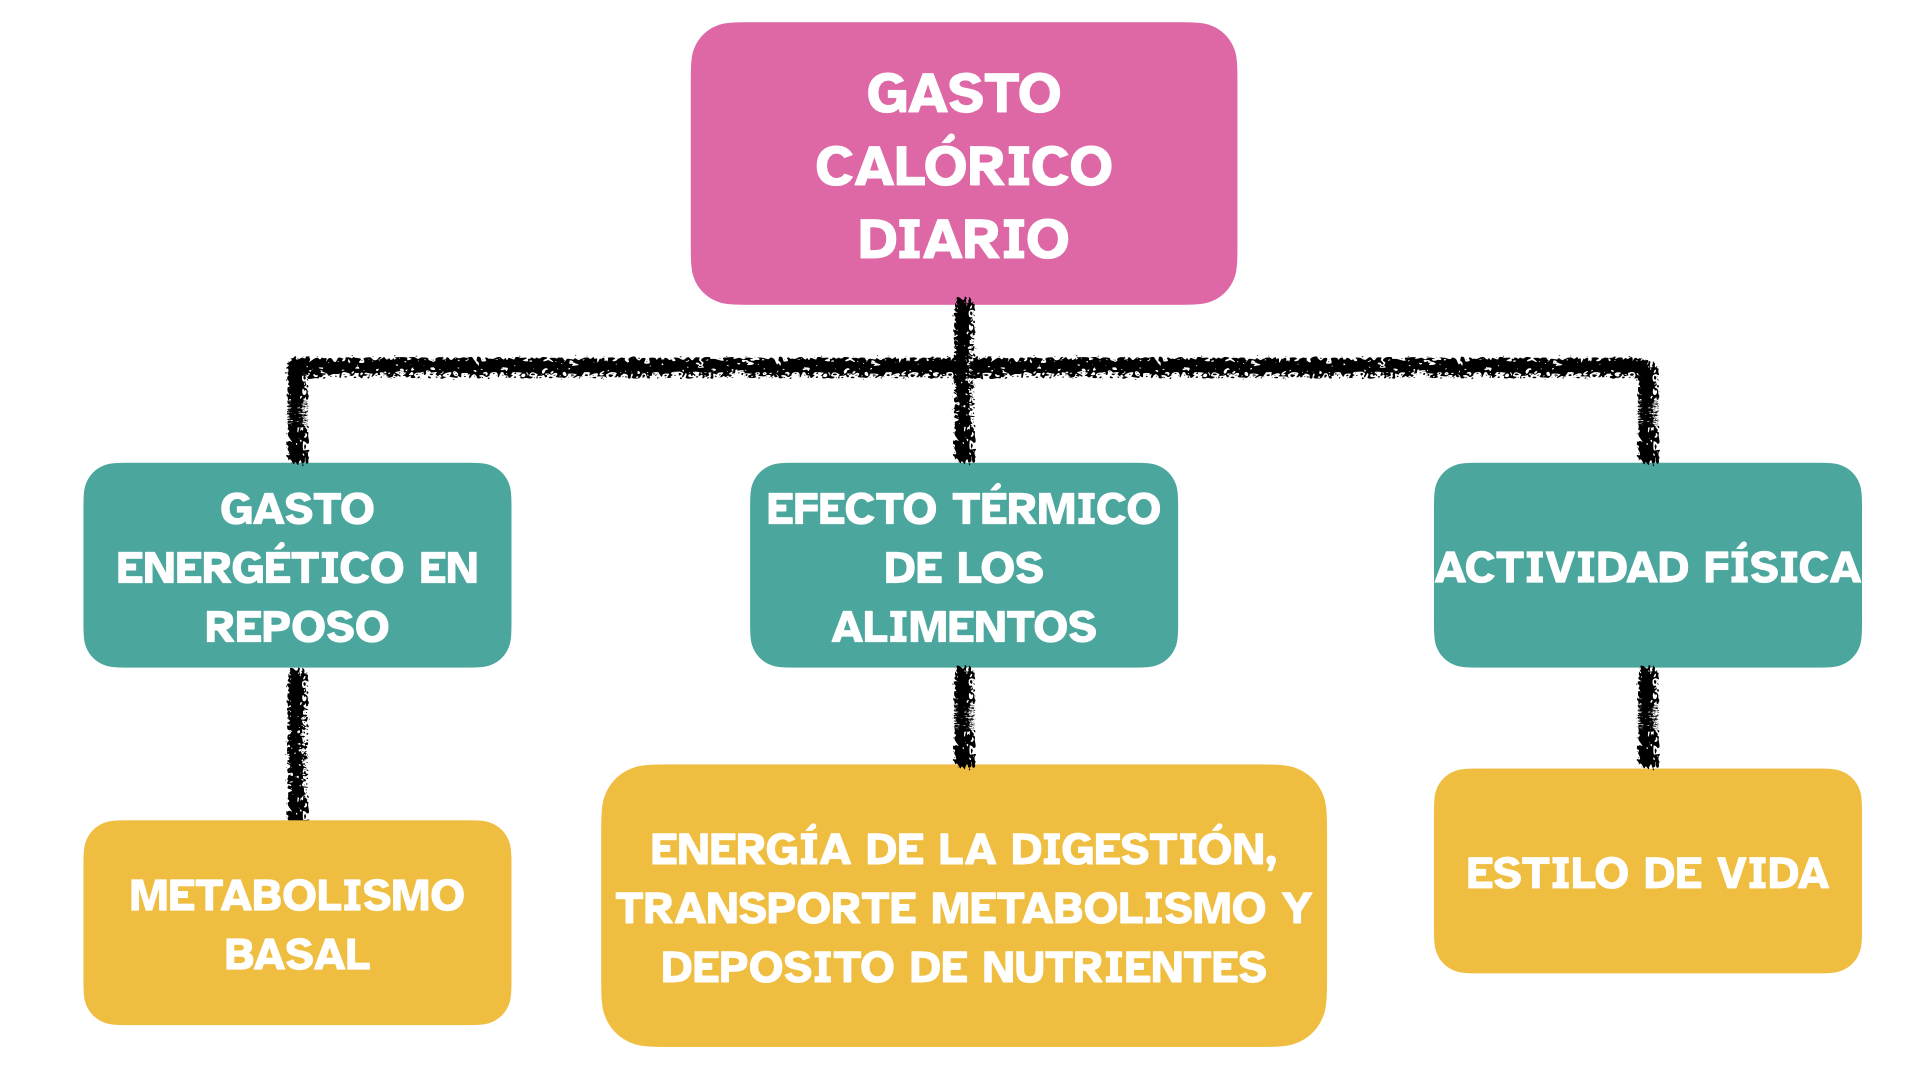 GASTO
CALÓRICO
DIARIO
GASTO
ENERGÉTICO EN
REPOSO
EFECTO TÉRMICO
DE LOS
ALIMENTOS
ACTIVIDAD FÍSICA
METABOLISMO
BASAL
ENERGÍA DE LA DIGESTIÓN,
TRANSPORTE METABOLISMO Y
DEPOSITO DE NUTRIENTES
ESTILO DE VIDA